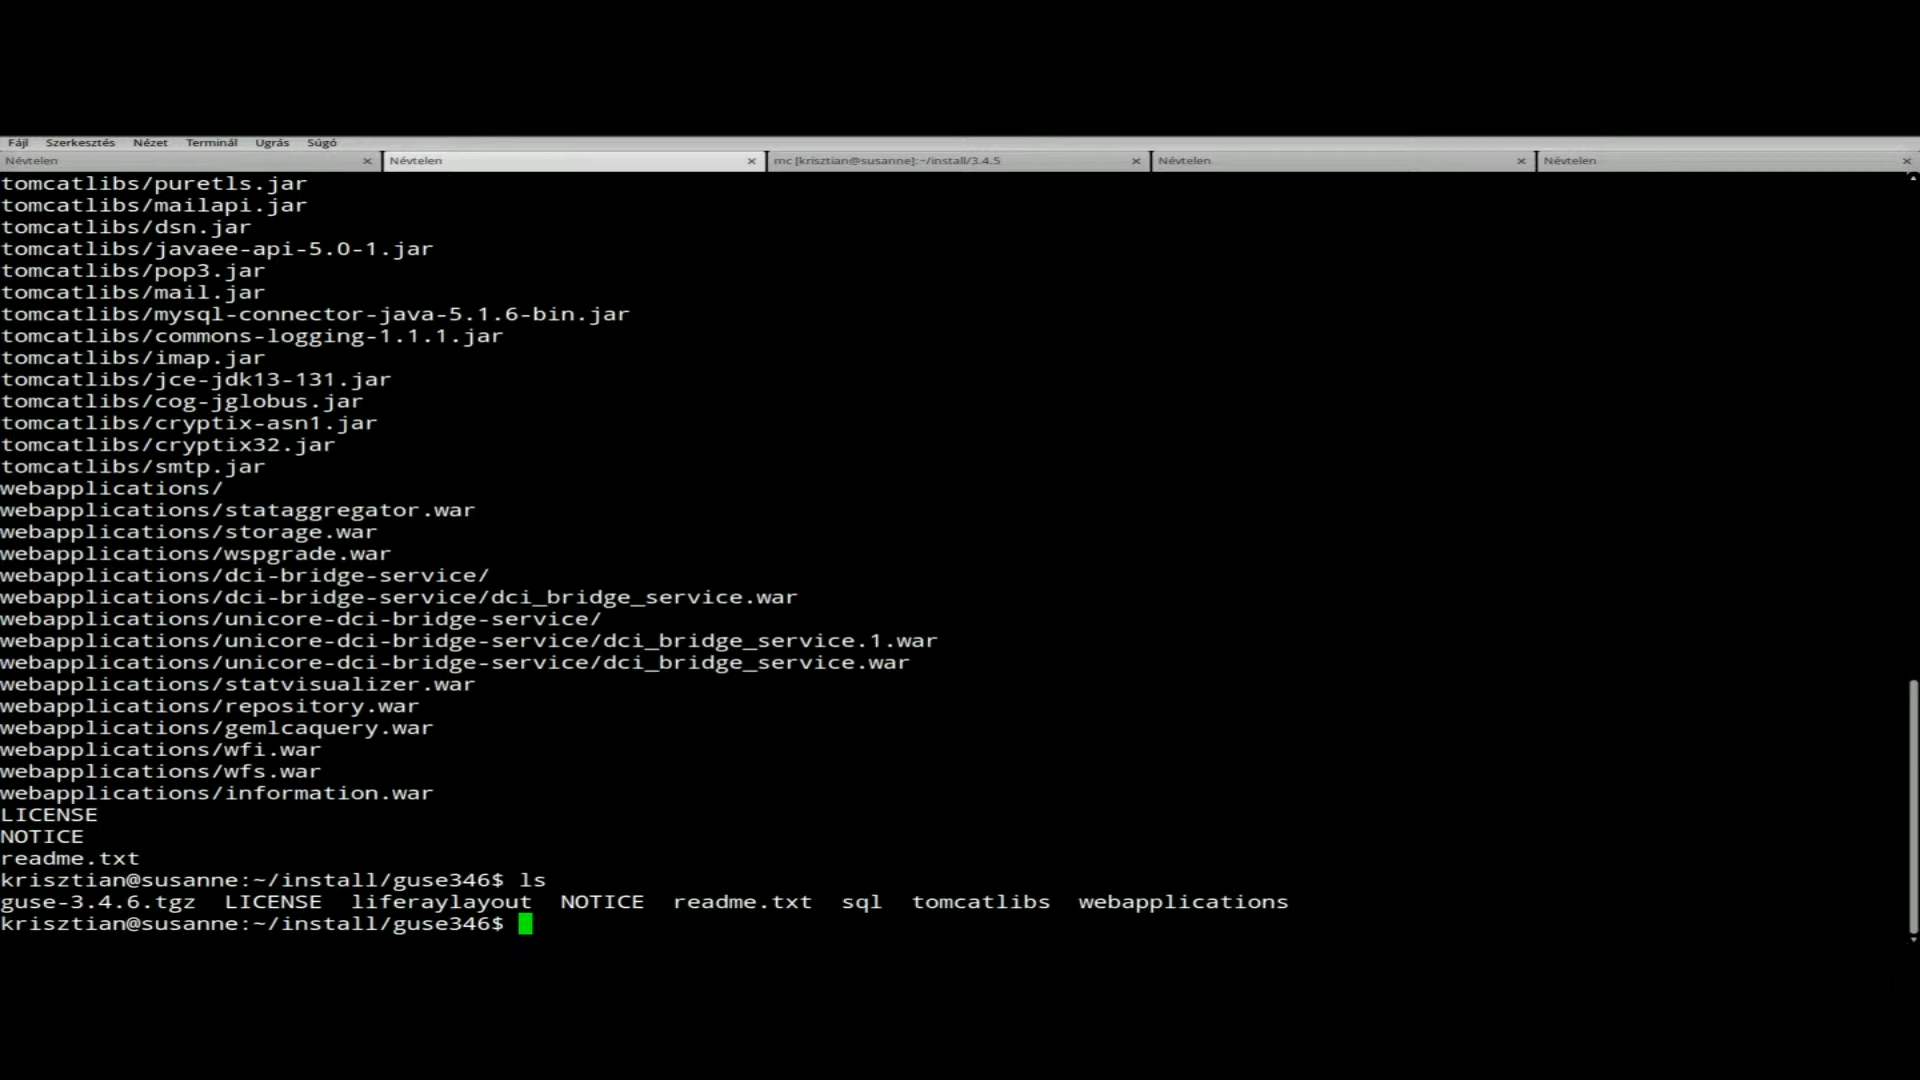 Fájl Szerkesztés Nézet Terminál Ugrás Súgó
Névtelen Névtelen mc [krisztian@susanne]:~/install/3.4.5 Névtelen Névtelen
tomcatlibs/puretls.jar
tomcatlibs/mailapi.jar
tomcatlibs/dsn.jar
tomcatlibs/javaee-api-5.0-1.jar
tomcatlibs/pop3.jar
tomcatlibs/mail.jar
tomcatlibs/mysql-connector-java-5.1.6-bin.jar
tomcatlibs/commons-logging-1.1.1.jar
tomcatlibs/imap.jar
tomcatlibs/jce-jdk13-131.jar
tomcatlibs/cog-jglobus.jar
tomcatlibs/cryptix-asn1.jar
tomcatlibs/cryptix32.jar
tomcatlibs/smtp.jar
webapplications/
webapplications/stataggregator.war
webapplications/storage.war
webapplications/wspgrade.war
webapplications/dci-bridge-service/
webapplications/dci-bridge-service/dci_bridge_service.war
webapplications/unicore-dci-bridge-service/
webapplications/unicore-dci-bridge-service/dci_bridge_service.1.war
webapplications/unicore-dci-bridge-service/dci_bridge_service.war
webapplications/statvisualizer.war
webapplications/repository.war
webapplications/gemlcaquery.war
webapplications/wfi.war
webapplications/wfs.war
webapplications/information.war
LICENSE
NOTICE
readme.txt
krisztian@susanne:~/install/guse346$ ls
guse-3.4.6.tgz LICENSE liferaylayout NOTICE readme.txt sql tomcatlibs webapplications
krisztian@susanne:~/install/guse346$